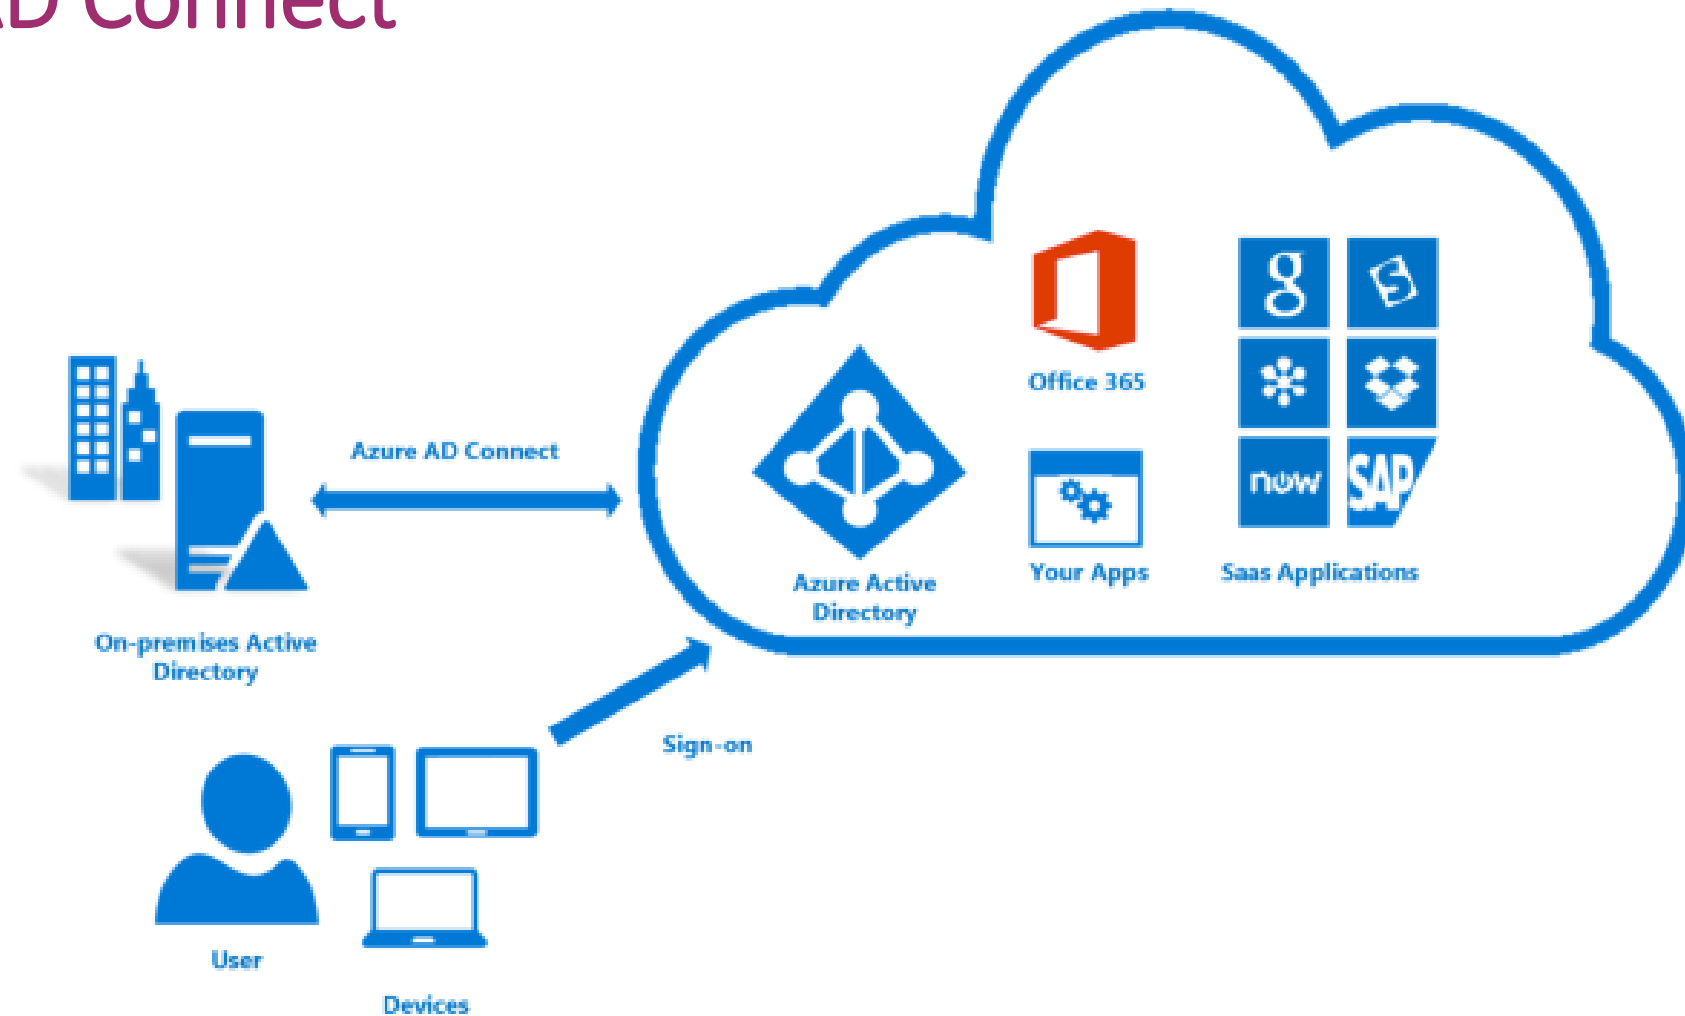 AD Connect
Office 365
Azure AD Connect
now
SAP
Your Apps
Saas Applications
Azure Active
Directory
On-premises Active
Directory
Sign-on
User
Devices